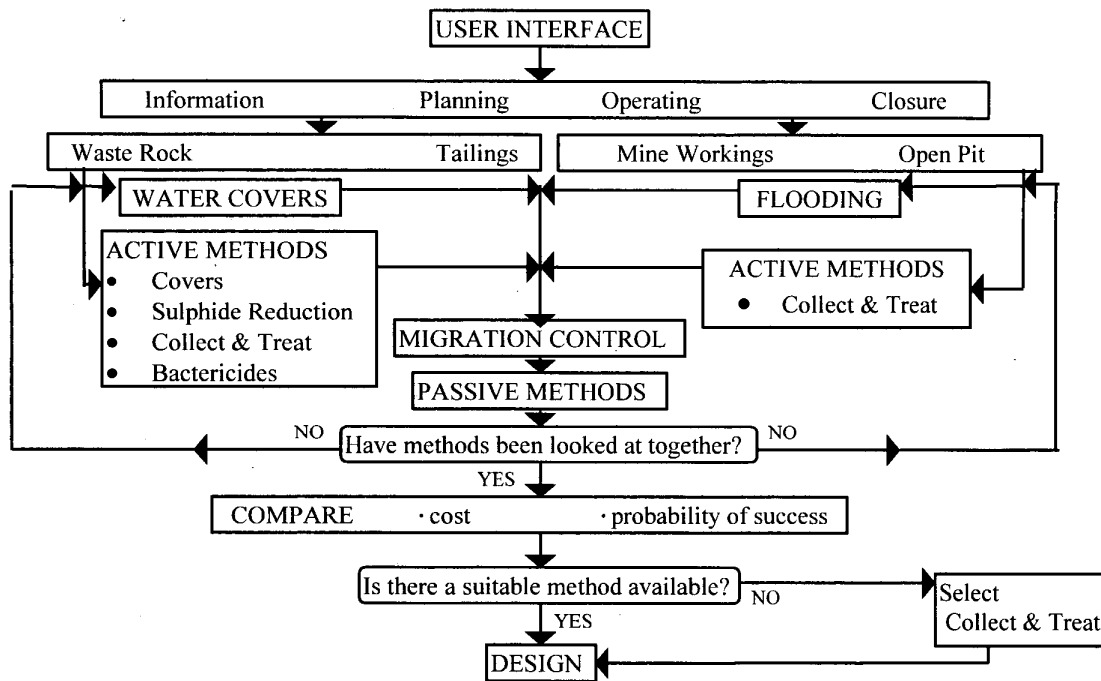 USER INTERFACE
Information Planning Operating Closure
Waste Rock Tailings
Mine Workings Open Pit
WATER COVERS
FLOODING
ACTIVE METHODS
● Covers
● Sulphide Reduction
● Collect & Treat
● Bactericides
ACTIVE METHODS
● Collect & Treat
MIGRATION CONTROL
PASSIVE METHODS
NO
Have methods been looked at together?
NO
YES
COMPARE · cost · probability of success
Is there a suitable method available?
NO
Select
Collect & Treat
YES
DESIGN